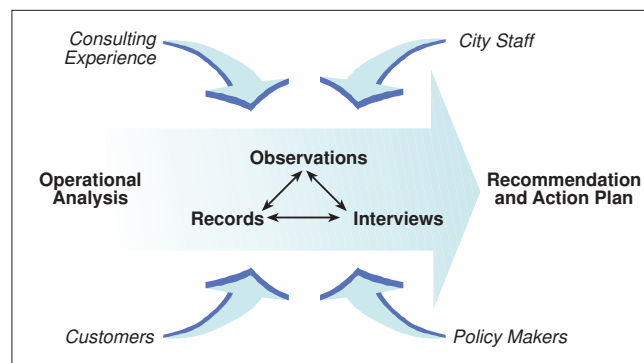 Consulting
Experience
City Staff
Observations
Operational
Analysis
Recommendation
and Action Plan
Records
Interviews
Customers
Policy Makers